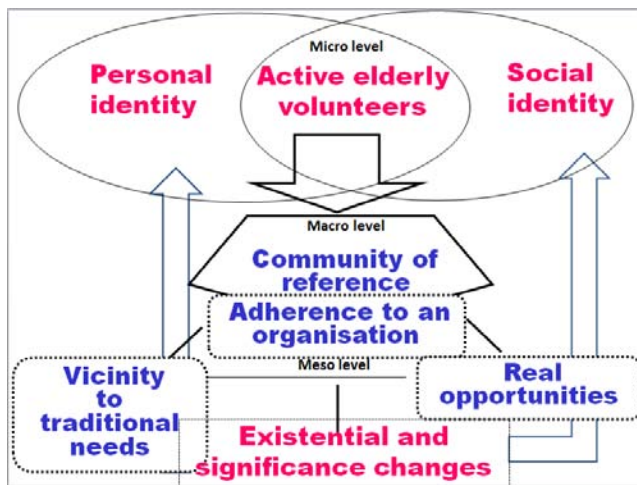 Micro level
Personal
identity
Active elderly
volunteers
Social
identity
Macro level
Community of
reference
Adherence to an
organisation
Meso level
Vicinity
to
traditional
needs
Real
opportunities
Existential and
significance changes